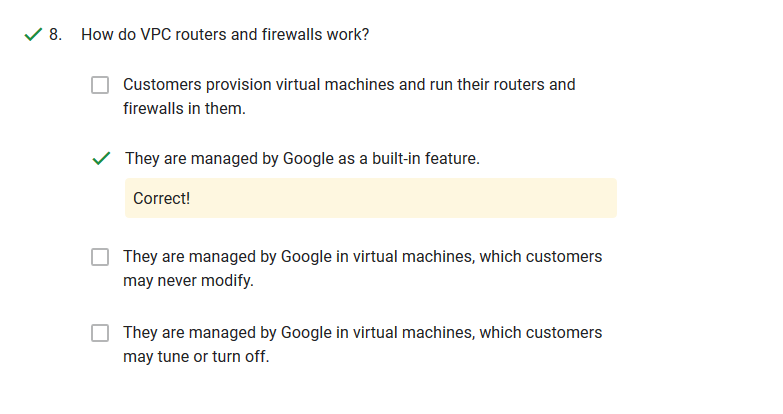 8. How do VPC routers and firewalls work?
Customers provision virtual machines and run their routers and
firewalls in them.
They are managed by Google as a built-in feature.
Correct!
They are managed by Google in virtual machines, which customers
may never modify.
They are managed by Google in virtual machines, which customers
may tune or turn off.